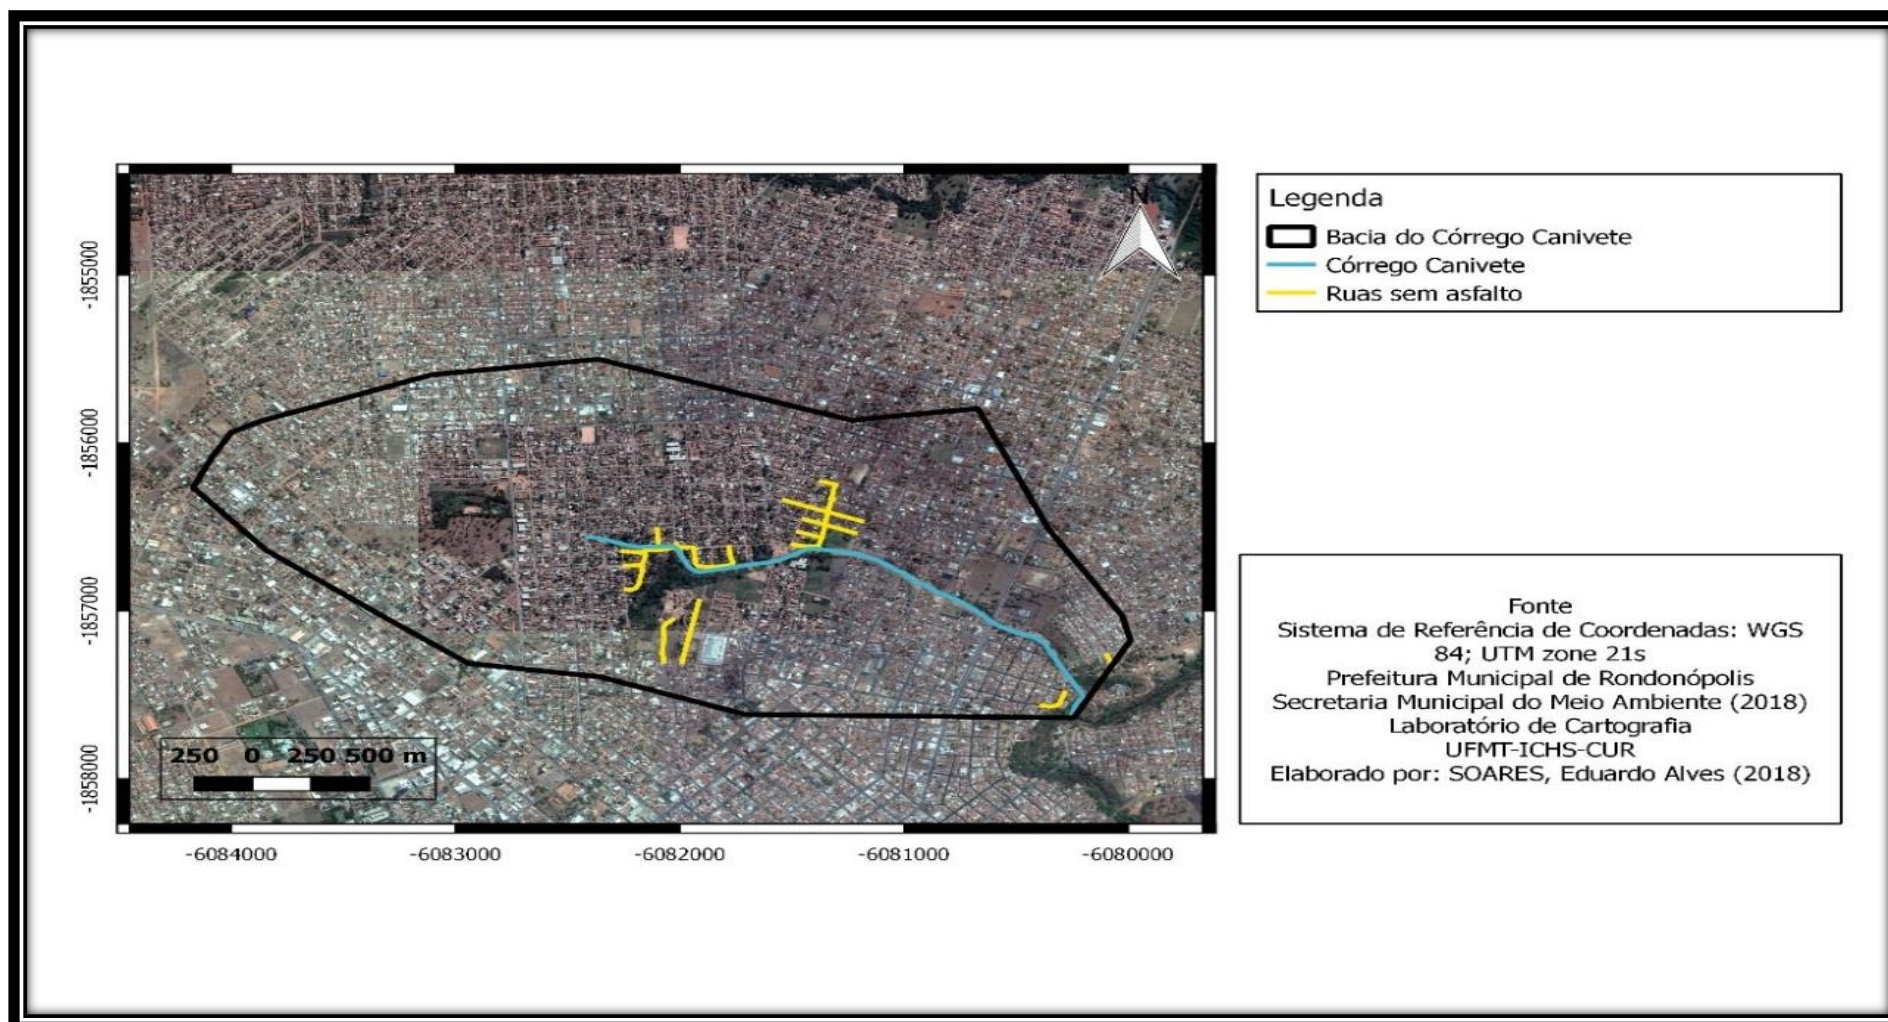 N
-1855000
-1856000
-1857000
-1858000
250 0 250 500 m
-6084000 -6083000 -6082000 -6081000 -6080000
Legenda
Bacia do Córrego Canivete
Córrego Canivete
Ruas sem asfalto
Fonte
Sistema de Referência de Coordenadas: WGS
84; UTM zone 21s
Prefeitura Municipal de Rondonópolis
Secretaria Municipal do Meio Ambiente (2018)
Laboratório de Cartografia
UFMT-ICHS-CUR
Elaborado por: SOARES, Eduardo Alves (2018)